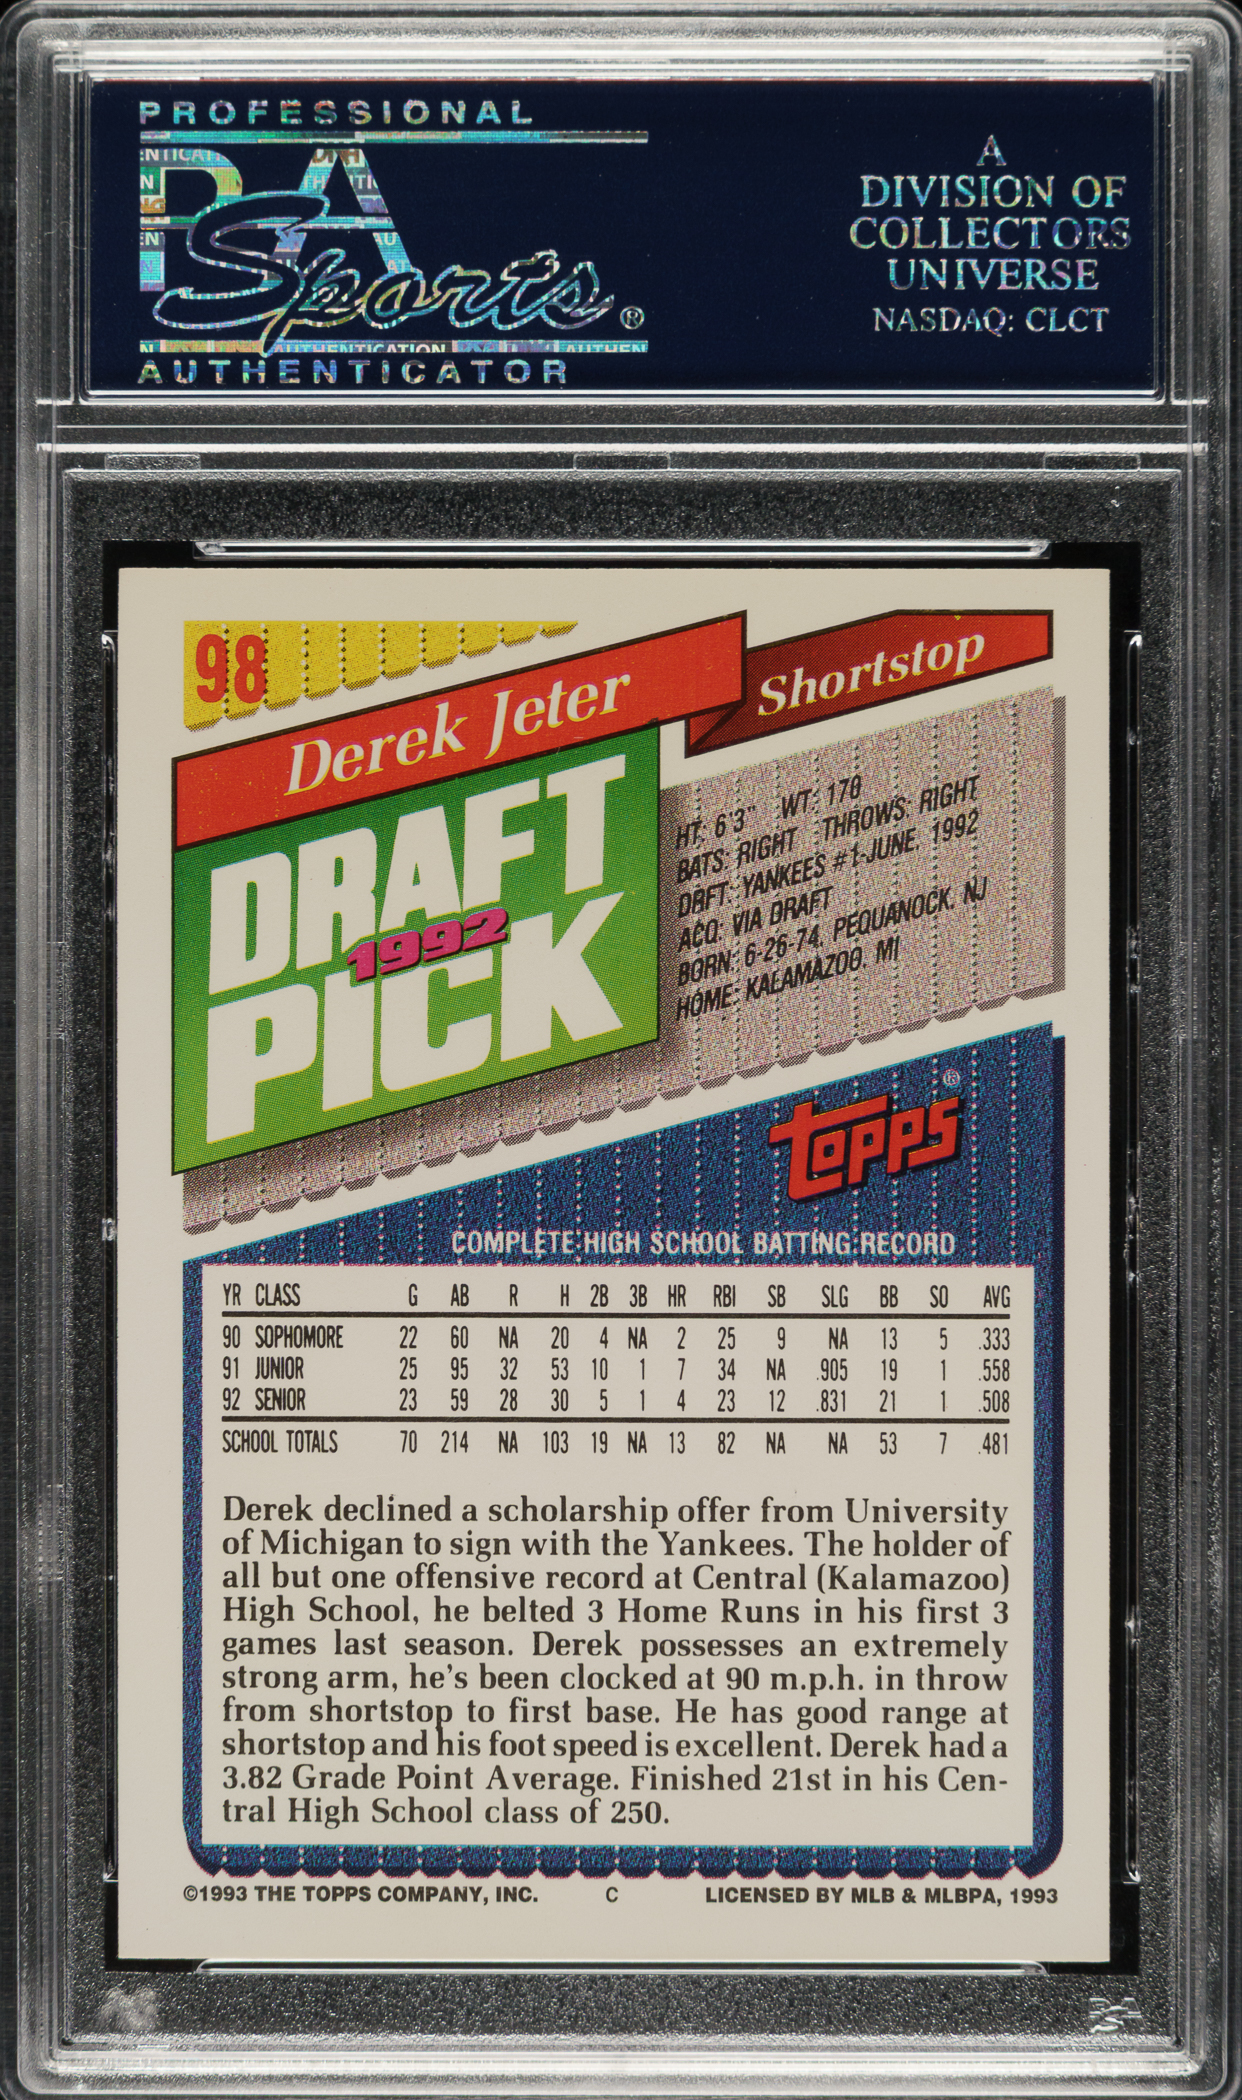 PROFESSIONAL
PSA
Sports®
AUTHENTICATION
AUTHENTICATOR
A
DIVISION OF
COLLECTORS
UNIVERSE
NASDAQ: CLCT
98
Derek Jeter
Shortstop
DRAFT
1992
PICK
HT: 6'3" WT: 170
BATS: RIGHT THROWS: RIGHT
DRFT: YANKEES #1-JUNE, 1992
ACQ: VIA DRAFT
BORN: 6-26-74, PEQUANOCK, NJ
HOME: KALAMAZOO, MI
topps®
COMPLETE HIGH SCHOOL BATTING RECORD
YR CLASS G AB R H 2B 3B HR RBI SB SLG BB SO AVG
90 SOPHOMORE 22 60 NA 20 4 NA 2 25 9 NA 13 5 .333
91 JUNIOR 25 95 32 53 10 1 7 34 NA .905 19 1 .558
92 SENIOR 23 59 28 30 5 1 4 23 12 .831 21 1 .508
SCHOOL TOTALS 70 214 NA 103 19 NA 13 82 NA NA 53 7 .481
Derek declined a scholarship offer from University
of Michigan to sign with the Yankees. The holder of
all but one offensive record at Central (Kalamazoo)
High School, he belted 3 Home Runs in his first 3
games last season. Derek possesses an extremely
strong arm, he's been clocked at 90 m.p.h. in throw
from shortstop to first base. He has good range at
shortstop and his foot speed is excellent. Derek had a
3.82 Grade Point Average. Finished 21st in his Cen-
tral High School class of 250.
©1993 THE TOPPS COMPANY, INC. C LICENSED BY MLB & MLBPA, 1993